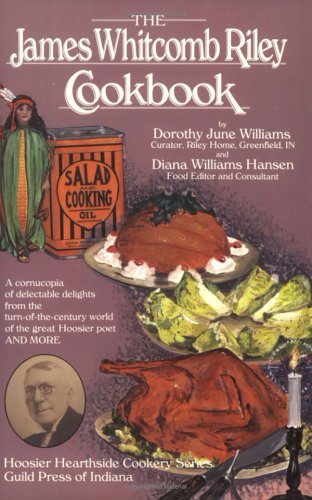 THE
James Whitcomb Riley
Cookbook
by
Dorothy June Williams
Curator, Riley Home, Greenfield, IN
and
Diana Williams Hansen
Food Editor and Consultant
SALAD
AND
COOKING
OIL
A cornucopia
of delectable delights
from the
turn-of-the-century world
of the great Hoosier poet
AND MORE
Hoosier Hearthside Cookery Series
Guild Press of Indiana